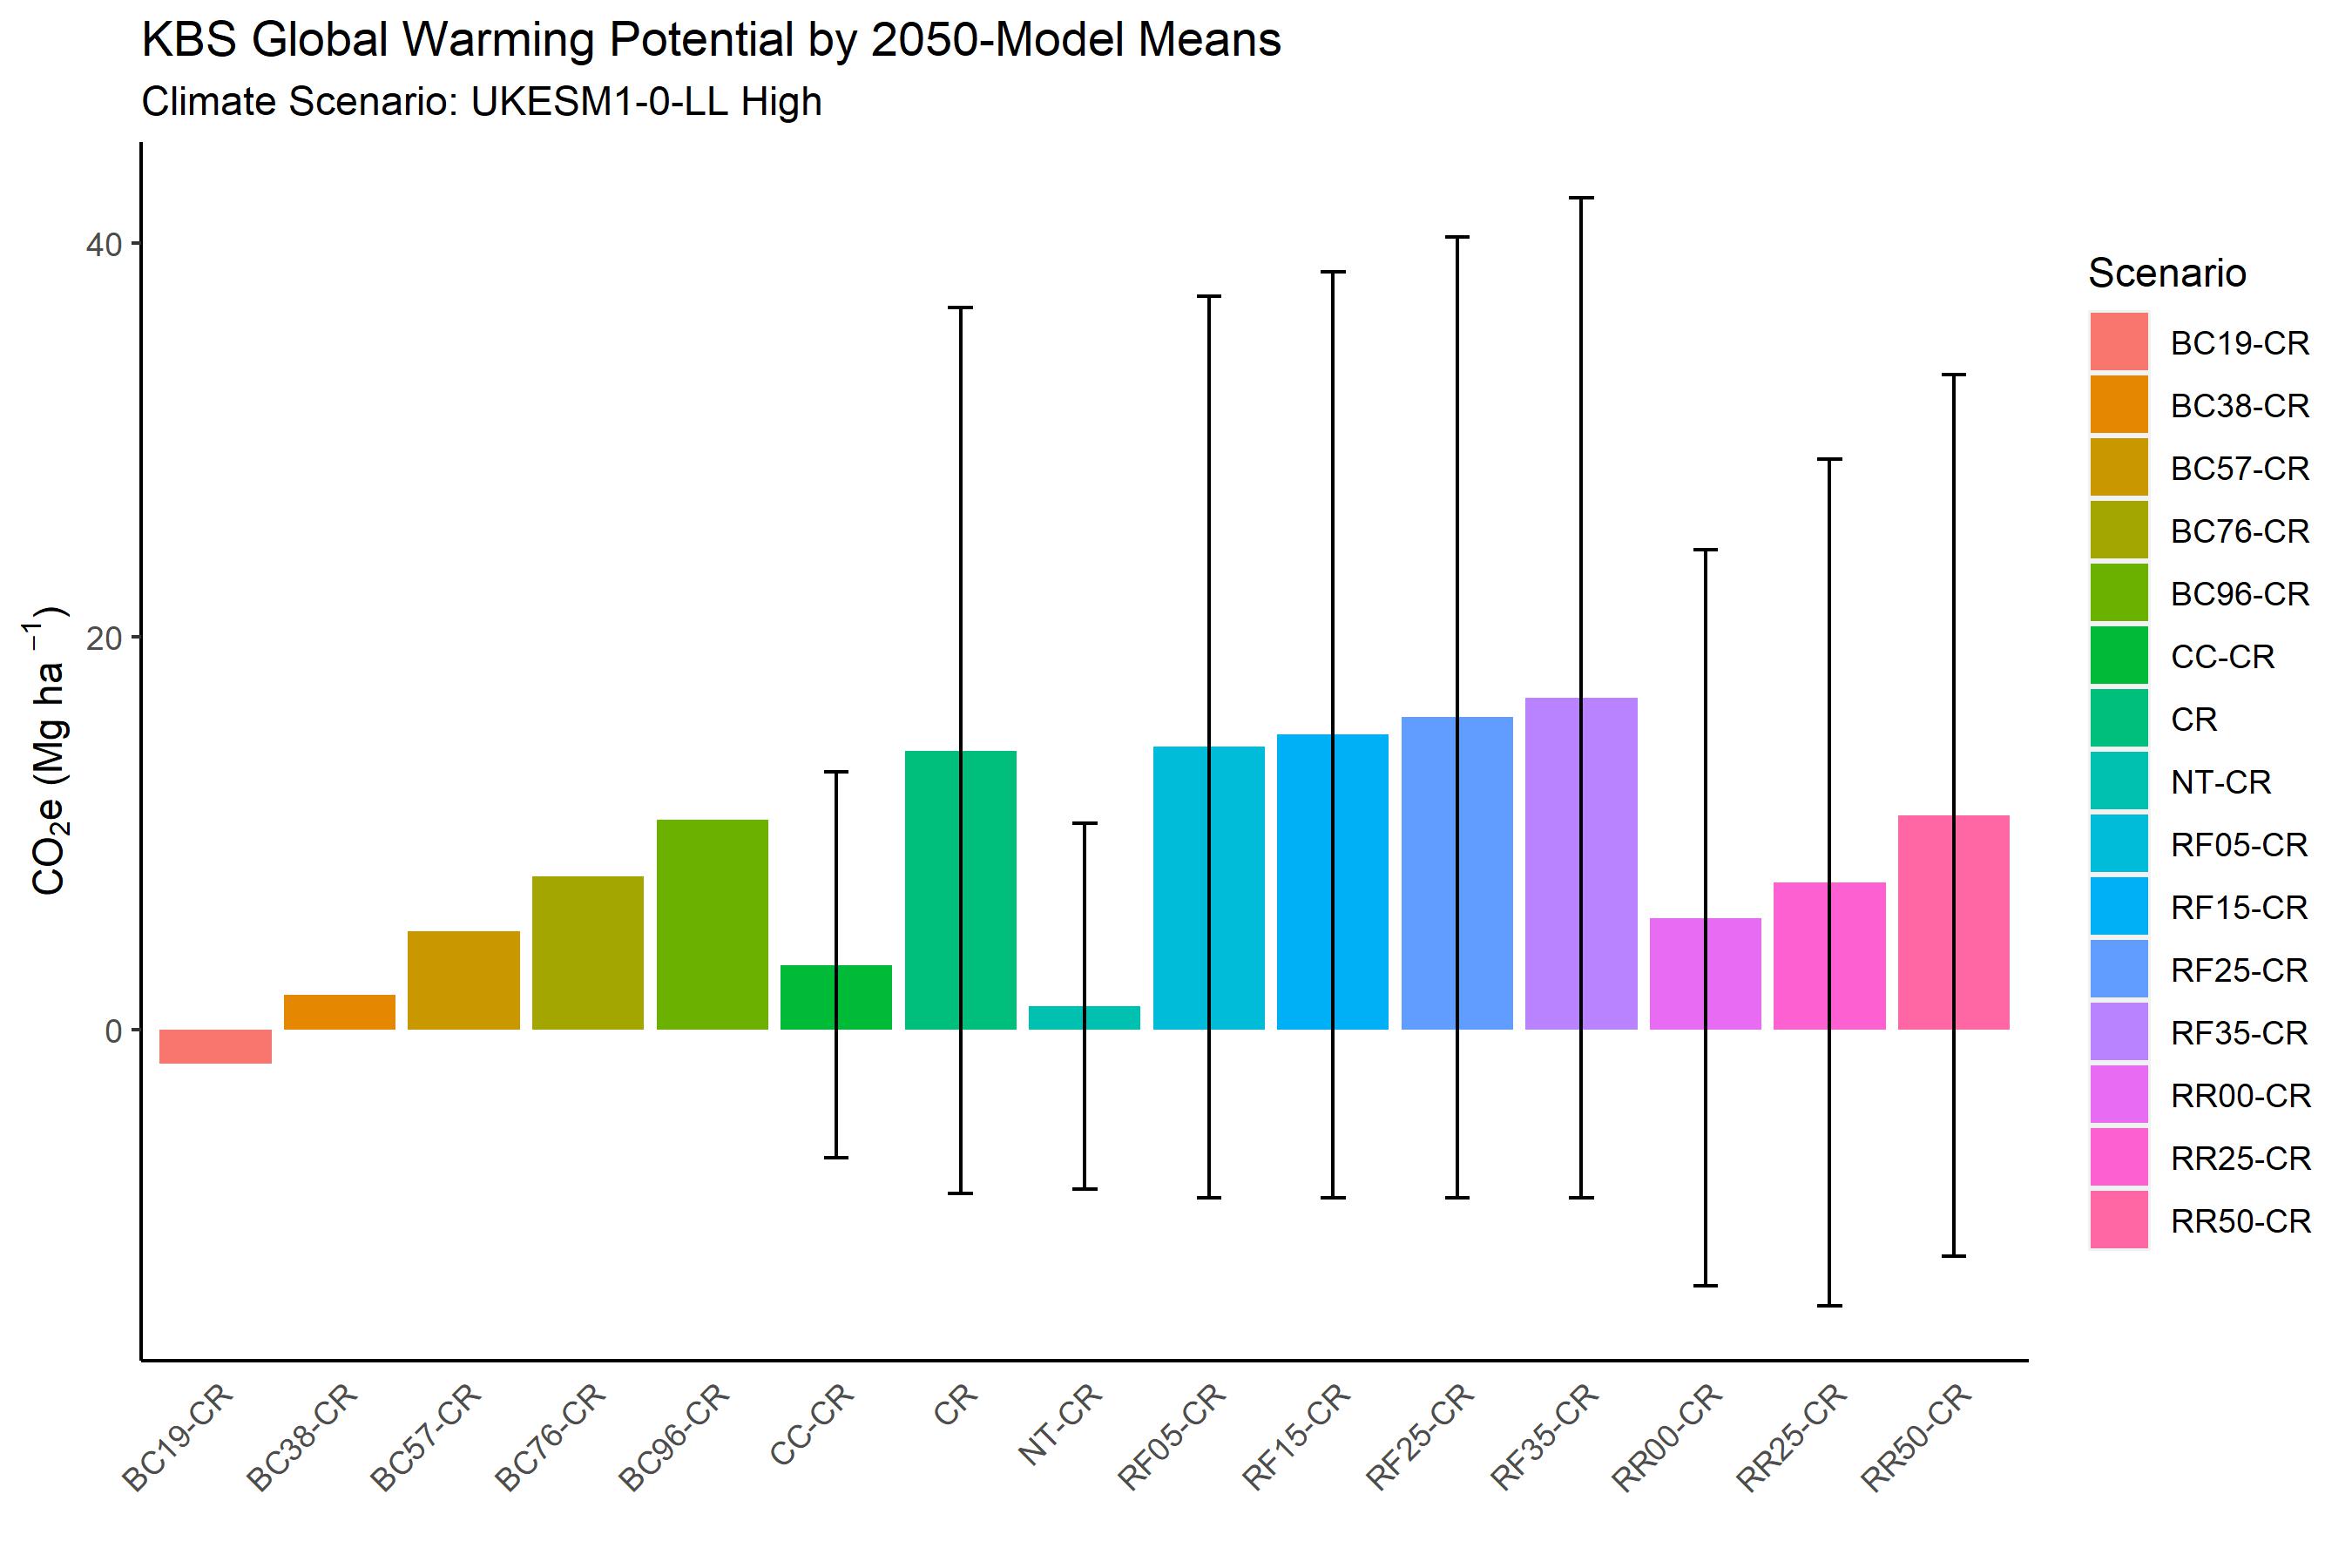 KBS Global Warming Potential by 2050-Model Means
Climate Scenario: UKESM1-0-LL High
CO₂e (Mg ha ⁻¹)
40
20
0
BC19-CR
BC38-CR
BC57-CR
BC76-CR
BC96-CR
CC-CR
CR
NT-CR
RF05-CR
RF15-CR
RF25-CR
RF35-CR
RR00-CR
RR25-CR
RR50-CR
Scenario
BC19-CR
BC38-CR
BC57-CR
BC76-CR
BC96-CR
CC-CR
CR
NT-CR
RF05-CR
RF15-CR
RF25-CR
RF35-CR
RR00-CR
RR25-CR
RR50-CR